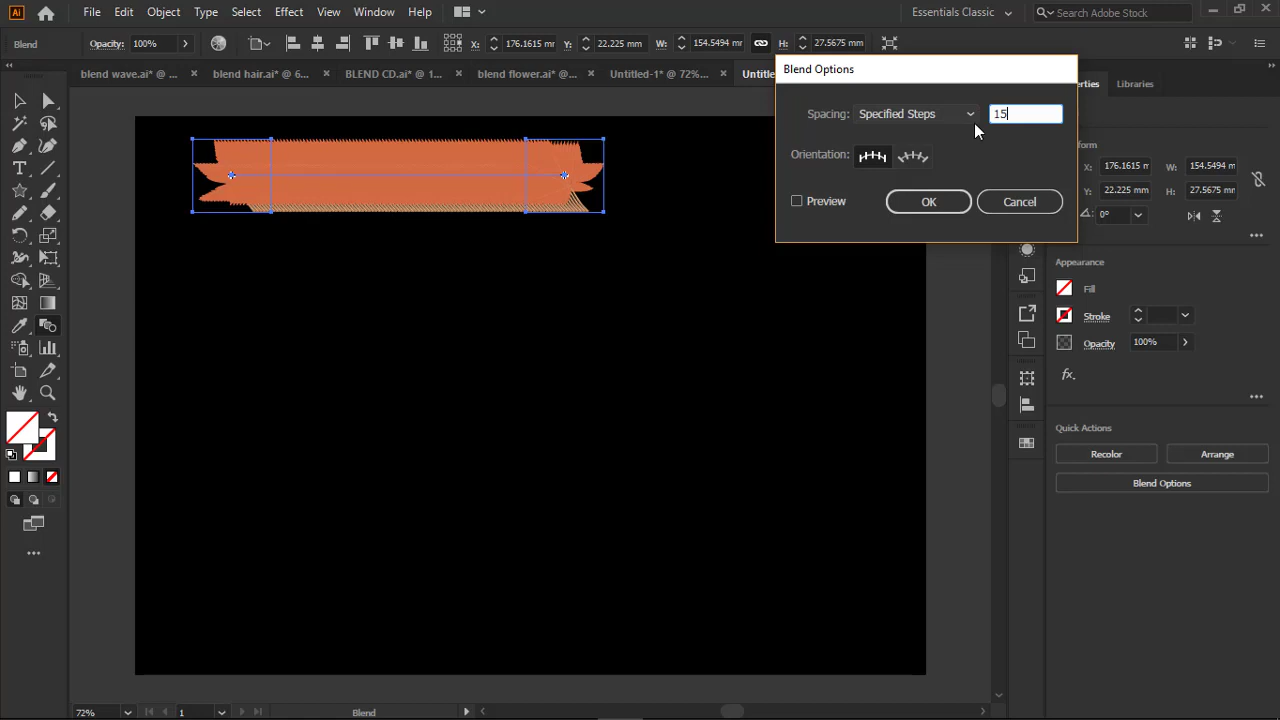 Ai File Edit Object Type Select Effect View Window Help Essentials Classic Search Adobe Stock
Blend Opacity: 100% X: 176.1615 mm Y: 22.225 mm W: 154.5494 mm H: 27.5675 mm
blend wave.ai* @ ... × blend hair.ai* @ 6... × BLEND CD.ai* @ 1... × blend flower.ai* @... × Untitled-1* @ 72%... ×
Blend Options
Libraries
Spacing: Specified Steps 15
Orientation:
Preview OK Cancel
X: 176.1615 W: 154.5494
Y: 22.225 mm H: 27.5675 mm
0°
Appearance
Fill
Stroke
Opacity 100%
fx.
Quick Actions
Recolor Arrange
Blend Options
72% 1 Blend